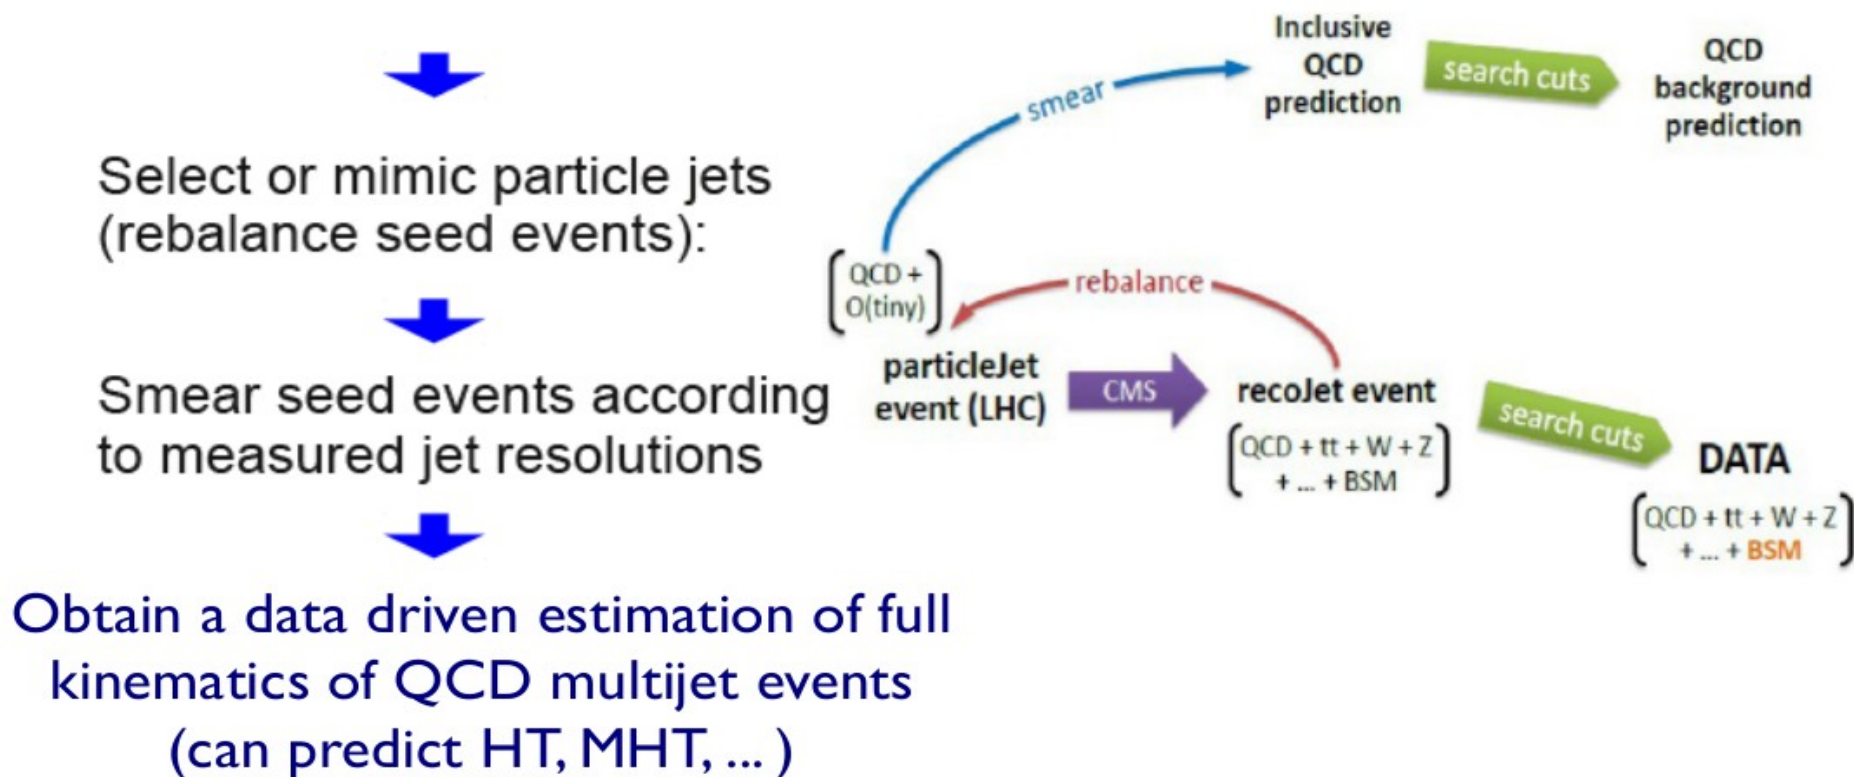 Select or mimic particle jets
(rebalance seed events):
Smear seed events according
to measured jet resolutions
Obtain a data driven estimation of full
kinematics of QCD multijet events
(can predict HT, MHT, ... )
smear
Inclusive
QCD
prediction
search cuts
QCD
background
prediction
QCD +
O(tiny)
rebalance
particleJet
event (LHC)
CMS
recoJet event
QCD + tt + W + Z
+ ... + BSM
search cuts
DATA
QCD + tt + W + Z
+ ... + BSM